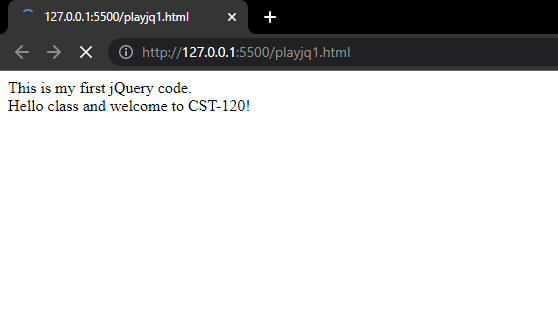 127.0.0.1:5500/playjq1.html
http://127.0.0.1:5500/playjq1.html
This is my first jQuery code.
Hello class and welcome to CST-120!